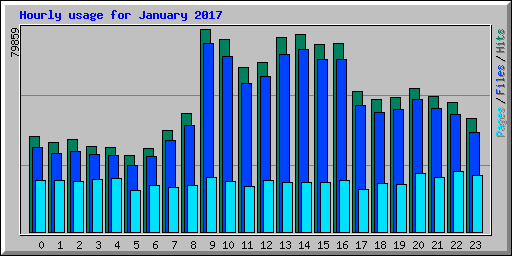 Hourly usage for January 2017
79859
Pages/Files/Hits
0 1 2 3 4 5 6 7 8 9 10 11 12 13 14 15 16 17 18 19 20 21 22 23